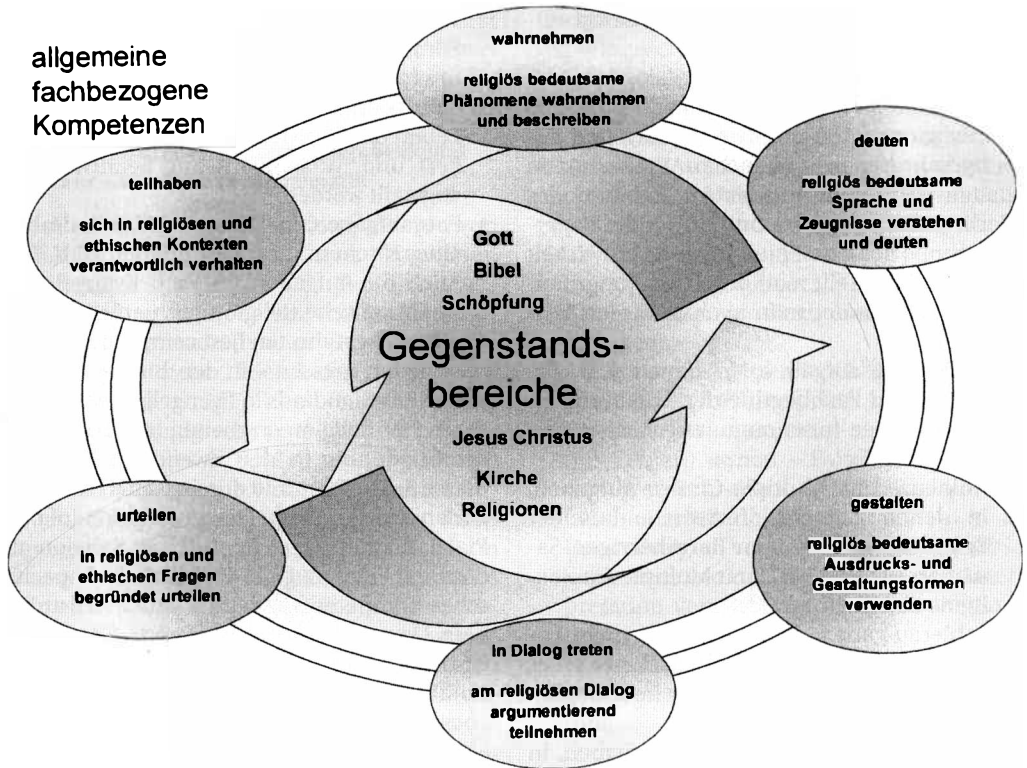 allgemeine
fachbezogene
Kompetenzen
wahrnehmen
religiös bedeutsame
Phänomene wahrnehmen
und beschreiben
deuten
religiös bedeutsame
Sprache und
Zeugnisse verstehen
und deuten
teilhaben
sich in religiösen und
ethischen Kontexten
verantwortlich verhalten
Gott
Bibel
Schöpfung
Gegenstands-
bereiche
Jesus Christus
Kirche
Religionen
urteilen
in religiösen und
ethischen Fragen
begründet urteilen
gestalten
religiös bedeutsame
Ausdrucks- und
Gestaltungsformen
verwenden
in Dialog treten
am religiösen Dialog
argumentierend
teilnehmen